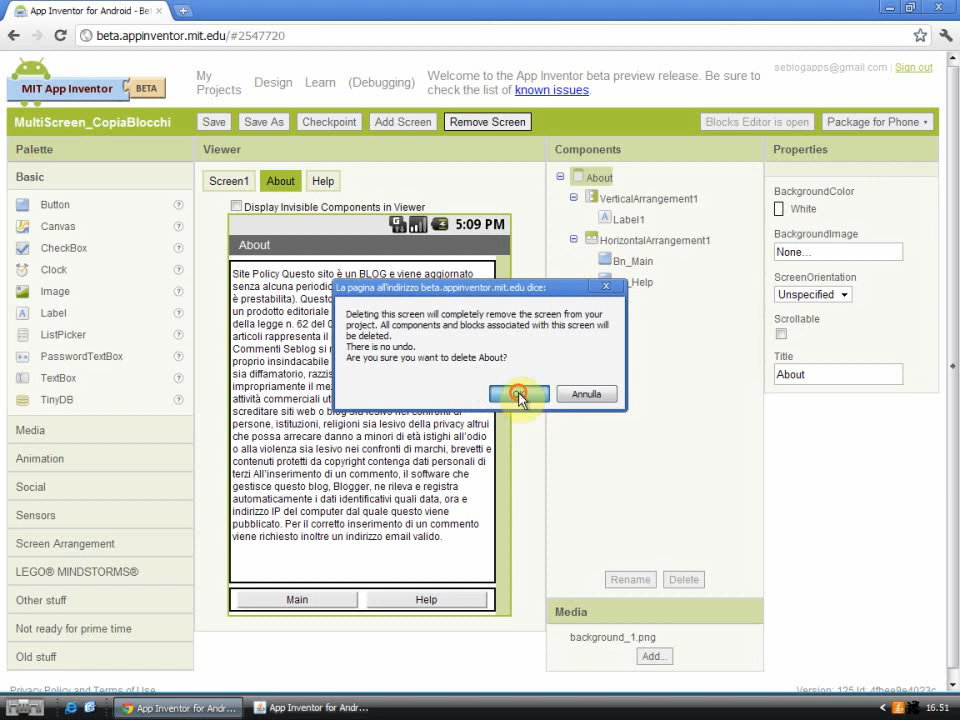 App Inventor for Android - Bet
beta.appinventor.mit.edu/#2547720
MIT App Inventor BETA
My Projects Design Learn (Debugging)
Welcome to the App Inventor beta preview release. Be sure to
check the list of known issues.
seblogapps@gmail.com | Sign out
MultiScreen_CopiaBlocchi Save Save As Checkpoint Add Screen Remove Screen Blocks Editor is open Package for Phone
Palette Viewer Components Properties
Basic
Button
Canvas
CheckBox
Clock
Image
Label
ListPicker
PasswordTextBox
TextBox
TinyDB
Media
Animation
Social
Sensors
Screen Arrangement
LEGO® MINDSTORMS®
Other stuff
Not ready for prime time
Old stuff
Screen1 About Help
Display Invisible Components in Viewer
5:09 PM
About
Site Policy Questo sito è un BLOG e viene aggiornato
senza alcuna periodic
è prestabilita). Questo
un prodotto editoriale
della legge n. 62 del 0
articoli rappresenta il
Commenti Seblog si r
proprio insindacabile
sia diffamatorio, razzis
impropriamente il mez
attività commerciali
screditare siti web o blog sia lesivo nei confronti di
persone, istituzioni, religioni sia lesivo della privacy altrui
che possa arrecare danno a minori di età istighi all'odio
o alla violenza sia lesivo nei confronti di marchi, brevetti e
contenuti protetti da copyright contenga dati personali di
terzi All'inserimento di un commento, il software che
gestisce questo blog, Blogger, ne rileva e registra
automaticamente i dati identificativi quali data, ora e
indirizzo IP del computer dal quale questo viene
pubblicato. Per il corretto inserimento di un commento
viene richiesto inoltre un indirizzo email valido.
Main Help
La pagina all'indirizzo beta.appinventor.mit.edu dice:
Deleting this screen will completely remove the screen from your
project. All components and blocks associated with this screen will
be deleted.
There is no undo.
Are you sure you want to delete About?
Annulla
About
VerticalArrangement1
Label1
HorizontalArrangement1
Bn_Main
_Help
Rename Delete
Media
background_1.png
Add...
BackgroundColor
White
BackgroundImage
None...
ScreenOrientation
Unspecified
Scrollable
Title
About
Privacy Policy and Terms of Use
App Inventor for Andr...
App Inventor for Andr...
16.51